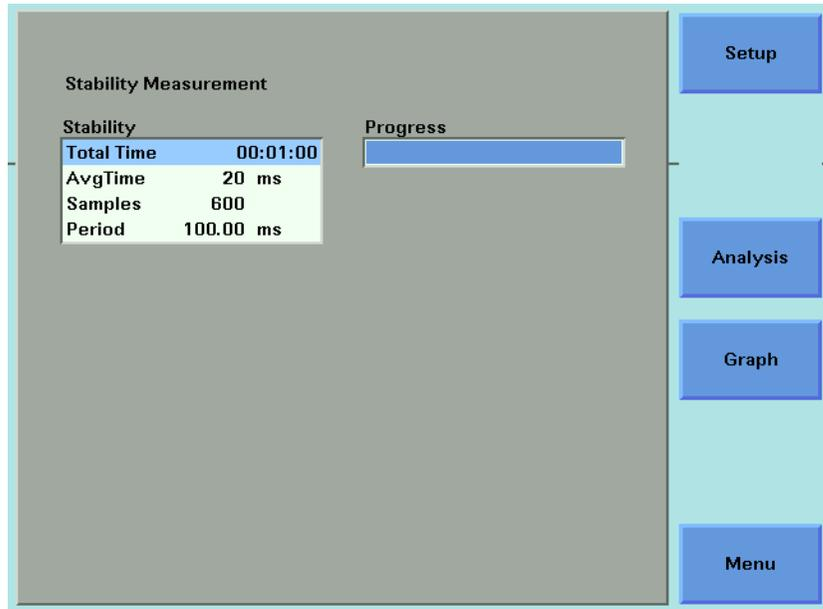 Stability Measurement
Stability
Total Time 00:01:00
AvgTime 20 ms
Samples 600
Period 100.00 ms
Progress
Setup
Analysis
Graph
Menu